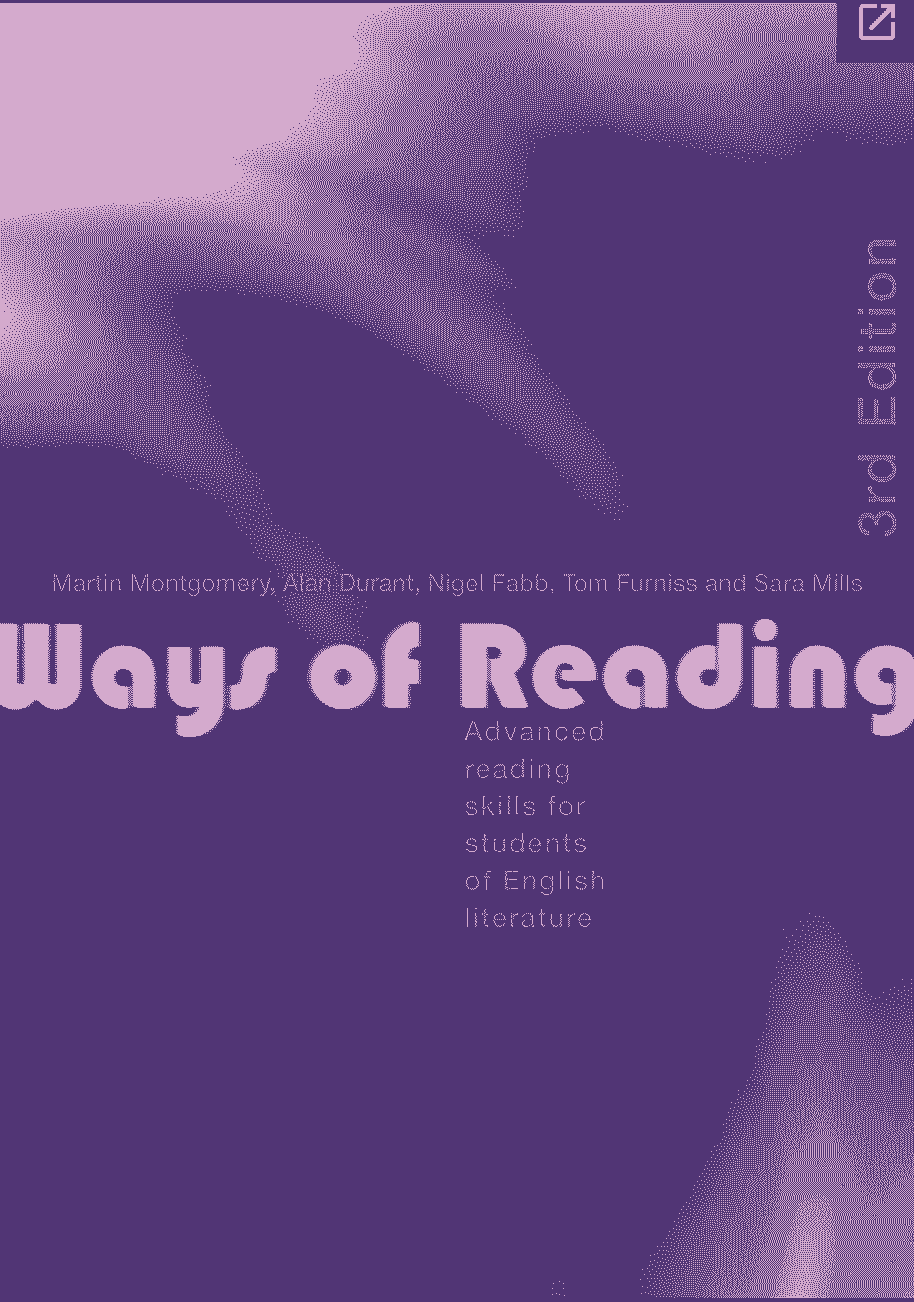 3rd Edition
Martin Montgomery, Alan Durant, Nigel Fabb, Tom Furniss and Sara Mills
Ways of Reading
Advanced
reading
skills for
students
of English
literature